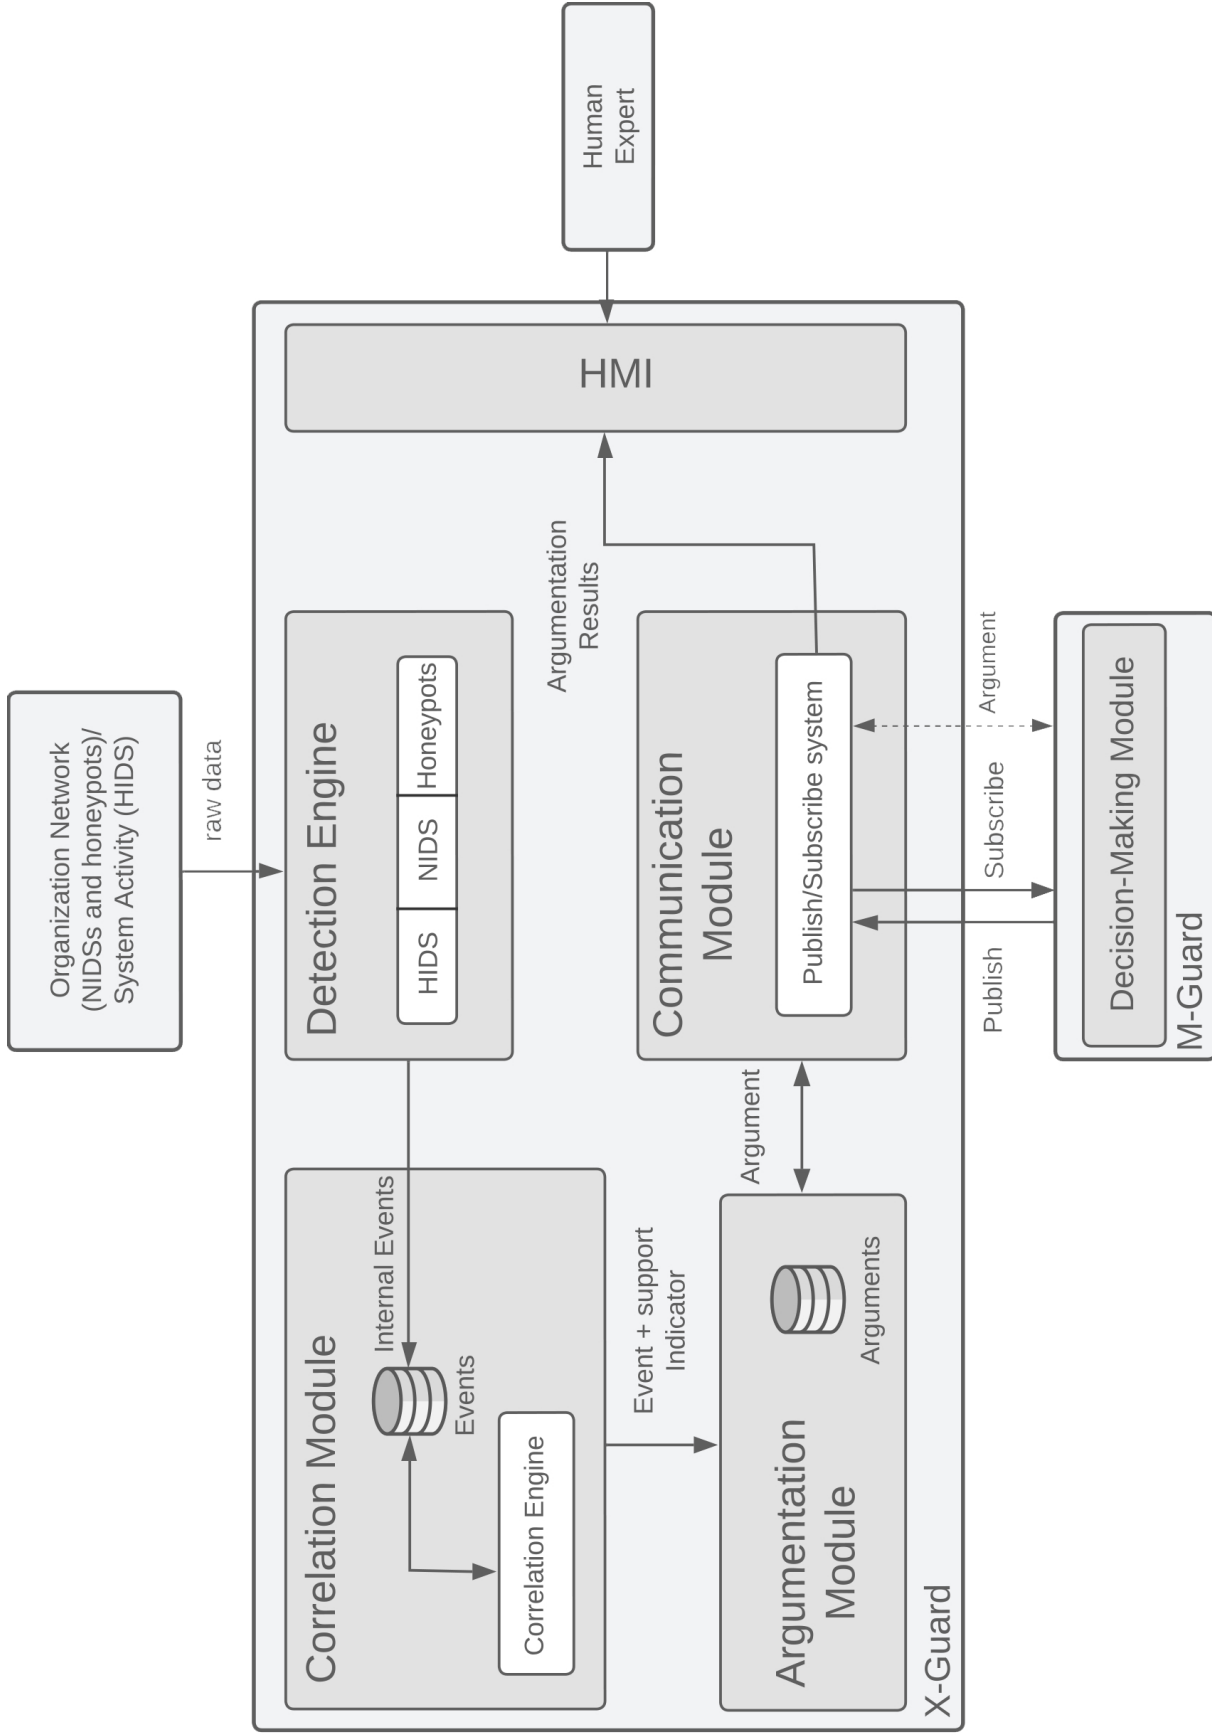 Organization Network
(NIDSs and honeypots)/
System Activity (HIDS)
raw data
Correlation Module
Internal Events
Events
Correlation Engine
Detection Engine
HIDS
NIDS
Honeypots
HMI
Human
Expert
Event + support
Indicator
Argumentation
Results
Argumentation
Module
Arguments
Argument
Communication
Module
Publish/Subscribe system
X-Guard
Publish
Subscribe
Argument
Decision-Making Module
M-Guard